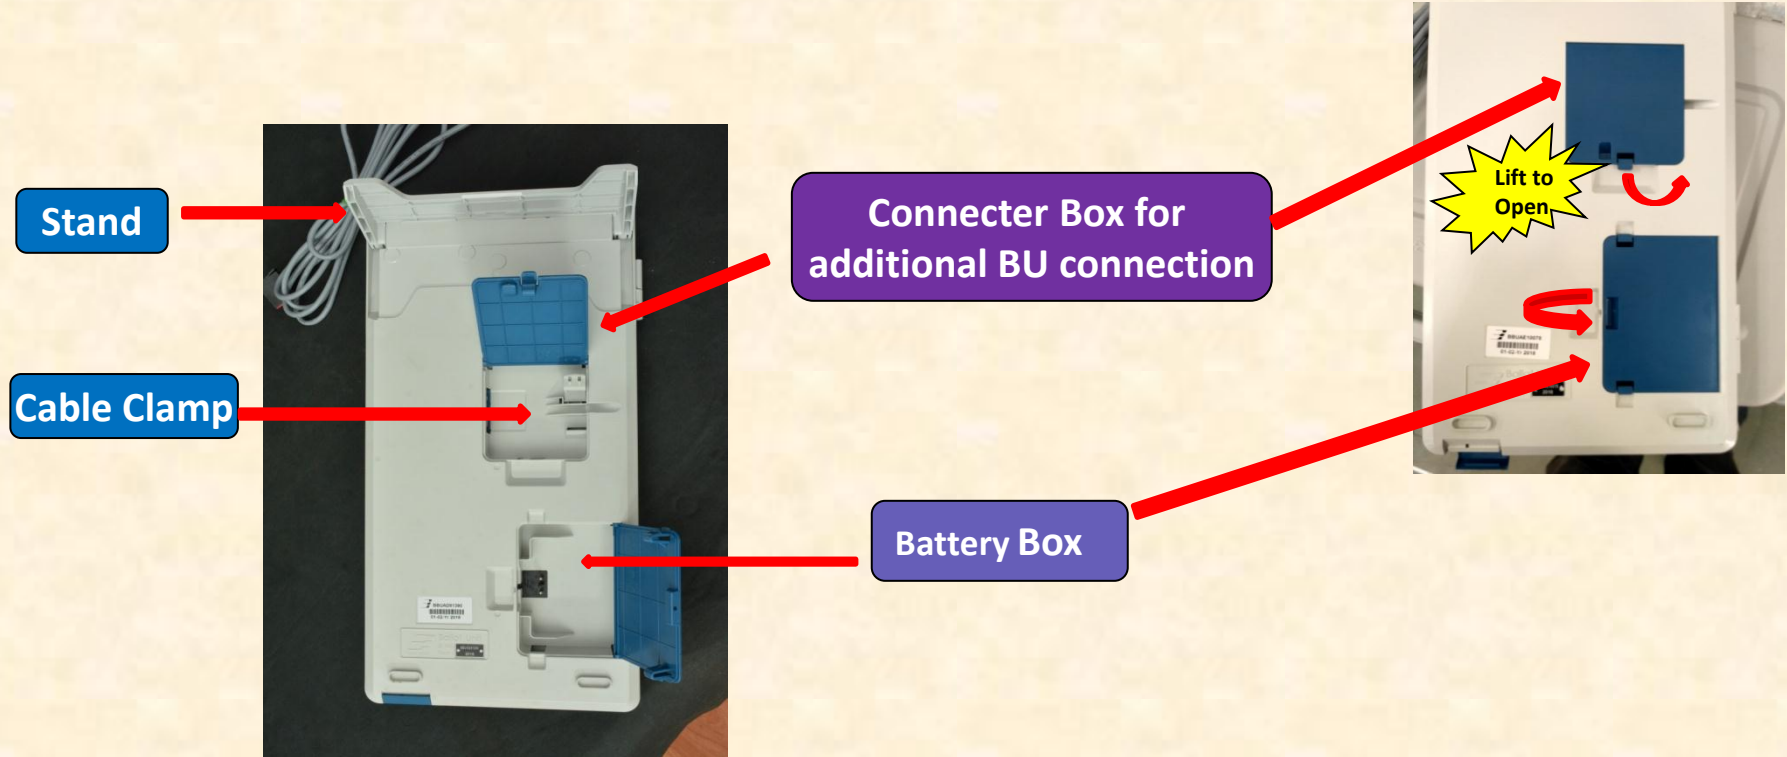 Stand
Cable Clamp
Connecter Box for
additional BU connection
Battery Box
Lift to
Open